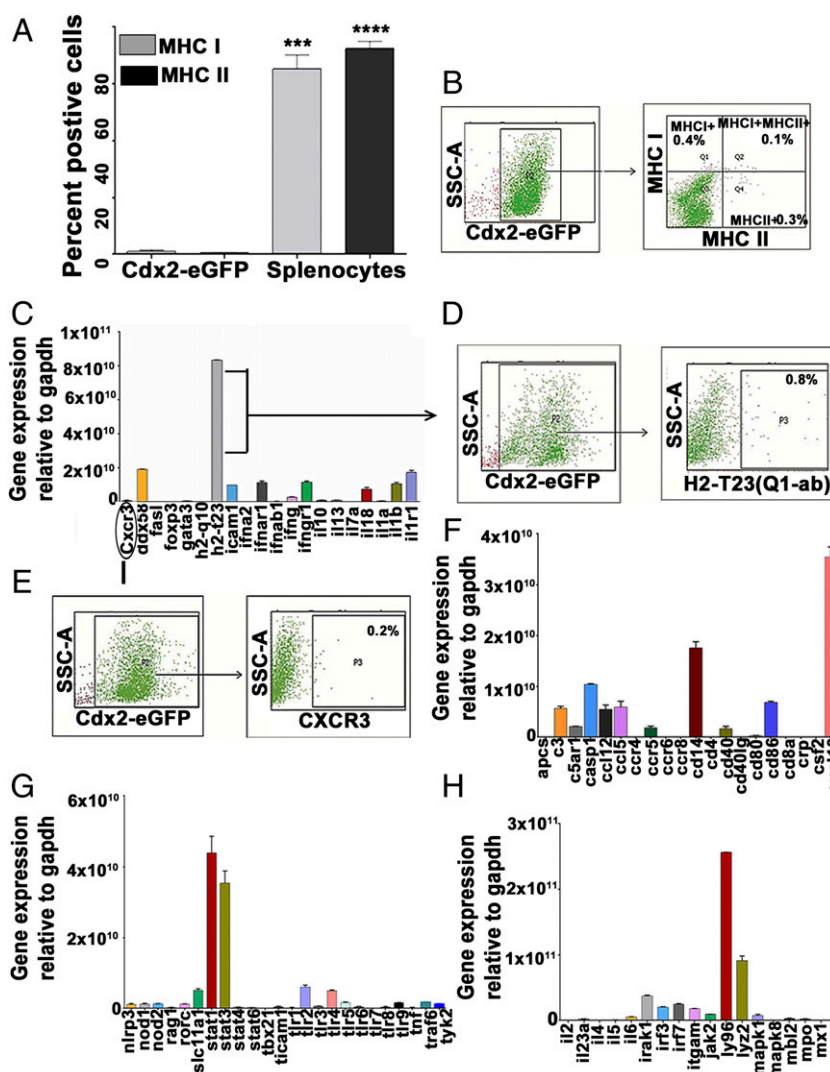 A
MHC I
MHC II
***
****
Percent postive cells
80
60
40
20
0
Cdx2-eGFP
Splenocytes
B
SSC-A
P2
Cdx2-eGFP
MHC I
MHCI+
0.4%
MHCI+MHCII+
0.1%
Q1
Q2
Q4
MHCII+0.3%
MHC II
C
Gene expression
relative to gapdh
1x10¹¹
8x10¹⁰
6x10¹⁰
4x10¹⁰
2x10¹⁰
0
Cxcr3
ddx58
fasl
foxp3
gata3
h2-q10
h2-t23
icam1
ifna2
ifnar1
ifnab1
ifng
ifngr1
il10
il13
il7a
il18
il1a
il1b
il1r1
D
SSC-A
P2
Cdx2-eGFP
SSC-A
0.8%
P3
H2-T23(Q1-ab)
E
SSC-A
P2
Cdx2-eGFP
SSC-A
0.2%
P3
CXCR3
F
Gene expression
relative to gapdh
4x10¹⁰
2x10¹⁰
1x10¹⁰
0
apcs
c3
c5ar1
casp1
ccl12
ccl5
ccr4
ccr5
ccr6
ccr8
cd14
cd4
cd40
cd40lg
cd80
cd86
cd8a
crp
csf2
G
Gene expression
relative to gapdh
6x10¹⁰
4x10¹⁰
2x10¹⁰
0
nlrp3
nod1
nod2
rag1
rorc
slc11a1
stat1
stat3
stat4
stat6
tbx21
ticam1
tlr1
tlr2
tlr3
tlr4
tlr5
tlr6
tlr7
tlr8
tlr9
tnf
traf6
tyk2
H
Gene expression
relative to gapdh
3x10¹¹
2x10¹¹
1x10¹¹
0
il2
il23a
il4
il5
il6
irak1
irf3
irf7
itgam
jak2
ly96
lyz2
mapk1
mapk8
mbl2
mpo
mx1